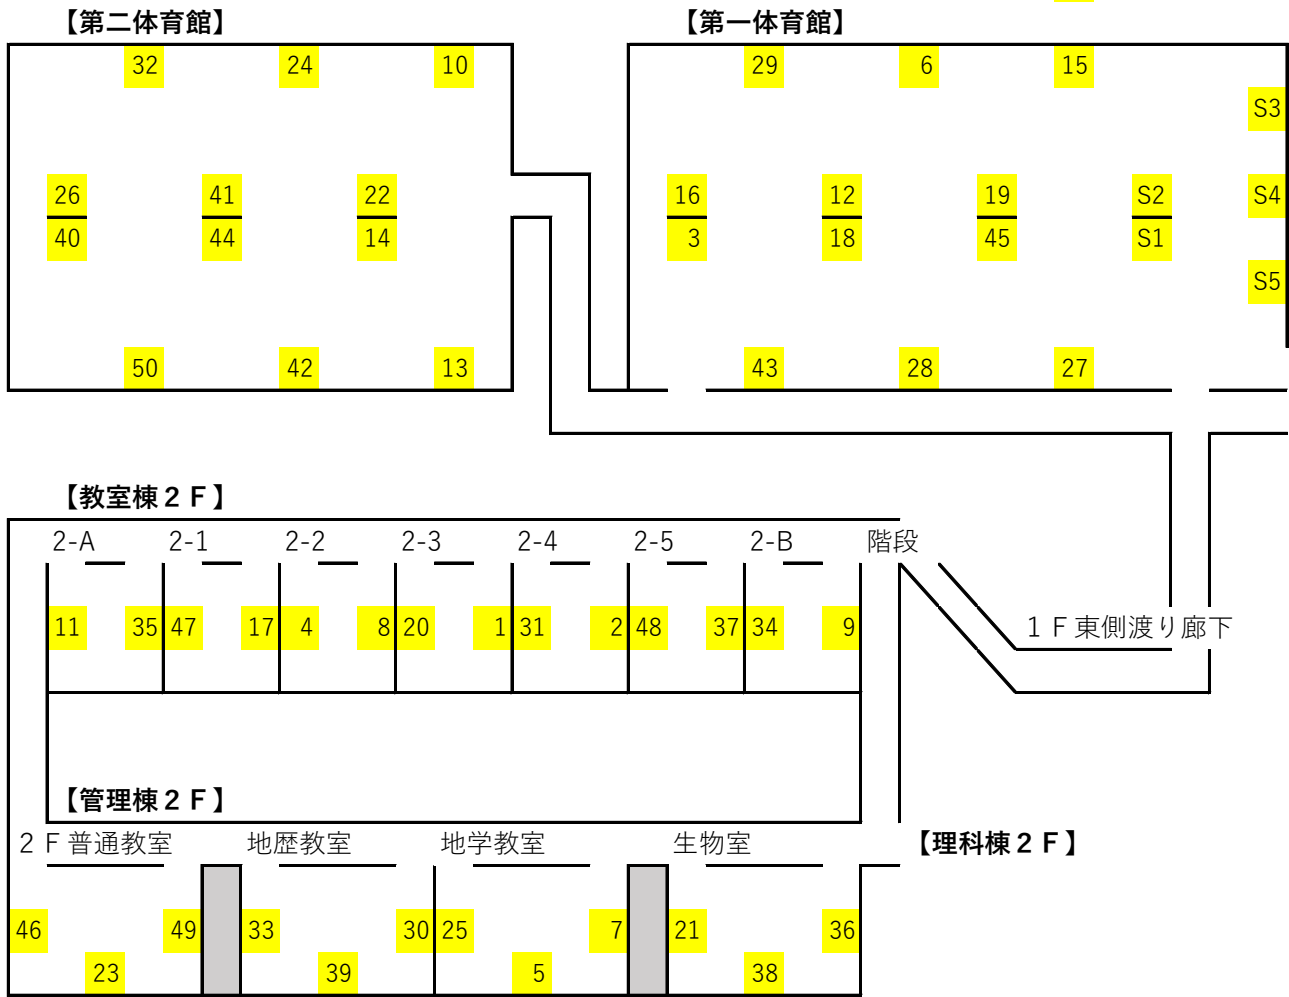 【第二体育館】 【第一体育館】
32 24 10 29 6 15
S3
26 41 22 16 12 19 S2 S4
40 44 14 3 18 45 S1
S5
50 42 13 43 28 27
【教室棟２Ｆ】
2-A 2-1 2-2 2-3 2-4 2-5 2-B 階段
11 35 47 17 4 8 20 1 31 2 48 37 34 9 １Ｆ東側渡り廊下
【管理棟２Ｆ】
２Ｆ普通教室 地歴教室 地学教室 生物室 【理科棟２Ｆ】
46 49 33 30 25 7 21 36
23 39 5 38